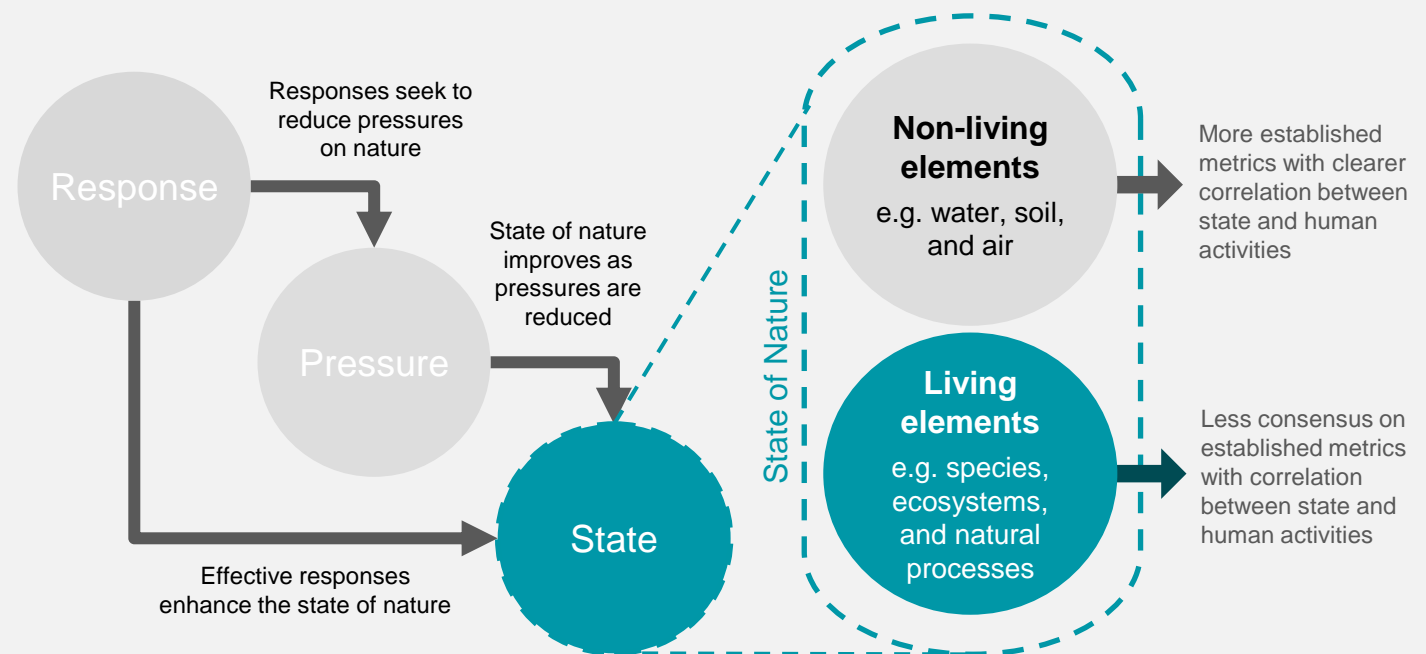 Response
Responses seek to
reduce pressures
on nature
Pressure
State of nature
improves as
pressures are
reduced
State
Effective responses
enhance the state of nature
State of Nature
Non-living
elements
e.g. water, soil,
and air
More established
metrics with clearer
correlation between
state and human
activities
Living
elements
e.g. species,
ecosystems,
and natural
processes
Less consensus on
established metrics
with correlation
between state and
human activities